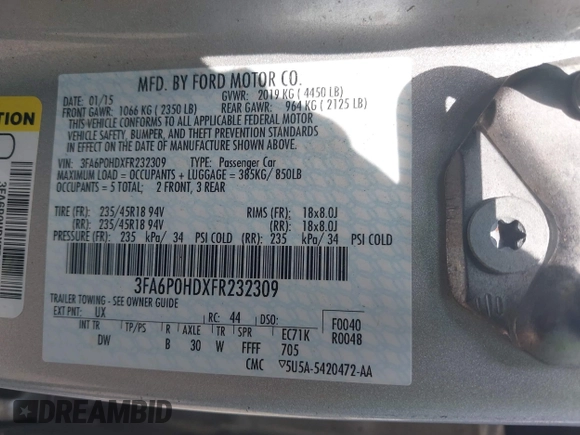 MFD. BY FORD MOTOR CO.
DATE: 01/15 GVWR: 2019 KG ( 4450 LB)
FRONT GAWR: 1066 KG ( 2350 LB) REAR GAWR: 964 KG ( 2125 LB)
THIS VEHICLE CONFORMS TO ALL APPLICABLE FEDERAL MOTOR
VEHICLE SAFETY, BUMPER, AND THEFT PREVENTION STANDARDS
IN EFFECT ON THE DATE OF MANUFACTURE SHOWN ABOVE.
VIN: 3FA6P0HDXFR232309 TYPE: Passenger Car
MAXIMUM LOAD = OCCUPANTS + LUGGAGE = 385KG/ 850LB
OCCUPANTS = 5 TOTAL; 2 FRONT, 3 REAR
TIRE (FR): 235/45R18 94V RIMS (FR): 18x8.0J
(RR): 235/45R18 94V (RR): 18x8.0J
PRESSURE (FR): 235 kPa/ 34 PSI COLD (RR): 235 kPa/ 34 PSI COLD
3FA6P0HDXFR232309
TRAILER TOWING - SEE OWNER GUIDE
EXT PNT: UX RC: 44 DSO: F0040
INT TR TP/PS R AXLE TR SPR EC71K R0048
DW B 30 W FFFF 705
CMC 5U5A-5420472-AA
DREAMBID